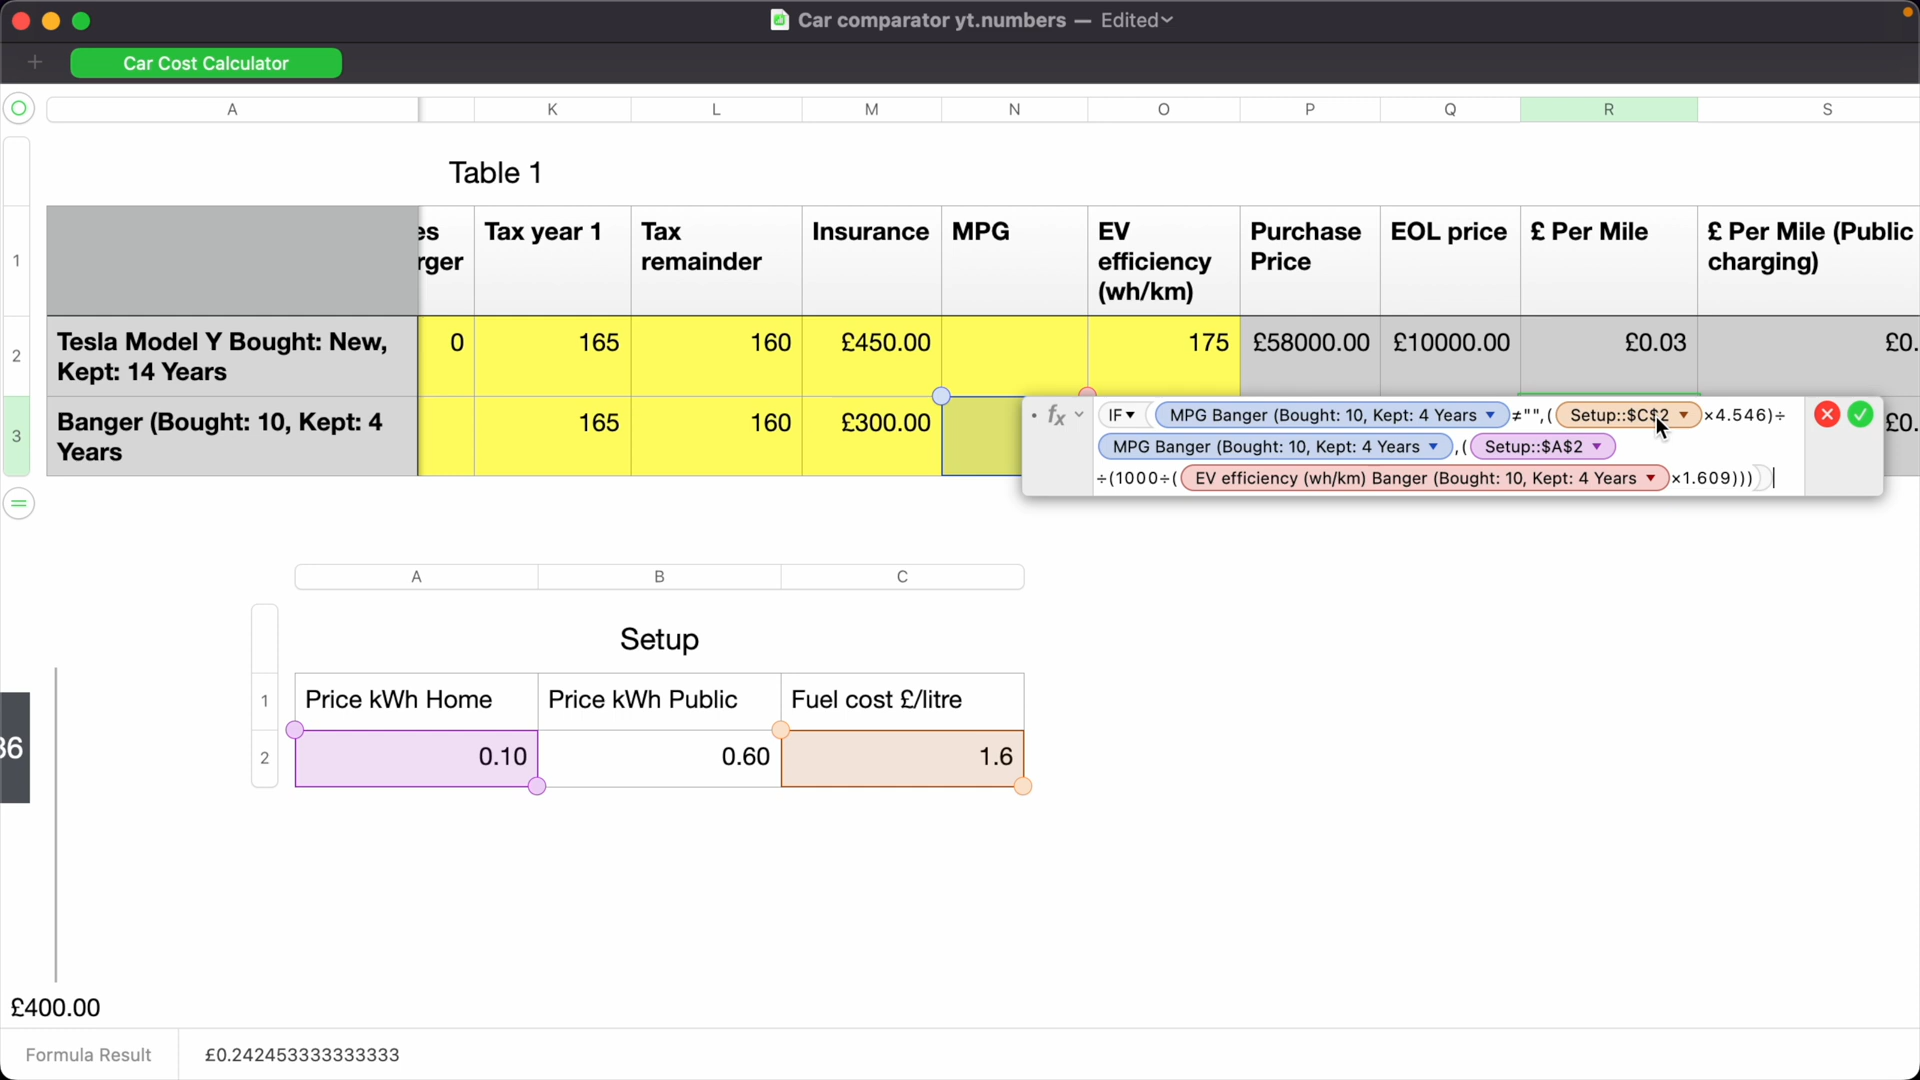 Car comparator yt.numbers — Edited
+
Car Cost Calculator
A K L M N O P Q R S
Table 1
1
es rger
Tax year 1
Tax remainder
Insurance
MPG
EV efficiency (wh/km)
Purchase Price
EOL price
£ Per Mile
£ Per Mile (Public charging)
2
Tesla Model Y Bought: New,
Kept: 14 Years
0 165 160 £450.00 175 £58000.00 £10000.00 £0.03 £0.
3
Banger (Bought: 10, Kept: 4
Years
165 160 £300.00 £0.
fx IF MPG Banger (Bought: 10, Kept: 4 Years ≠"",( Setup::$C$2 ×4.546)÷
MPG Banger (Bought: 10, Kept: 4 Years ,( Setup::$A$2
÷(1000÷( EV efficiency (wh/km) Banger (Bought: 10, Kept: 4 Years ×1.609)))
A B C
Setup
1 Price kWh Home Price kWh Public Fuel cost £/litre
2 0.10 0.60 1.6
36
£400.00
Formula Result £0.242453333333333